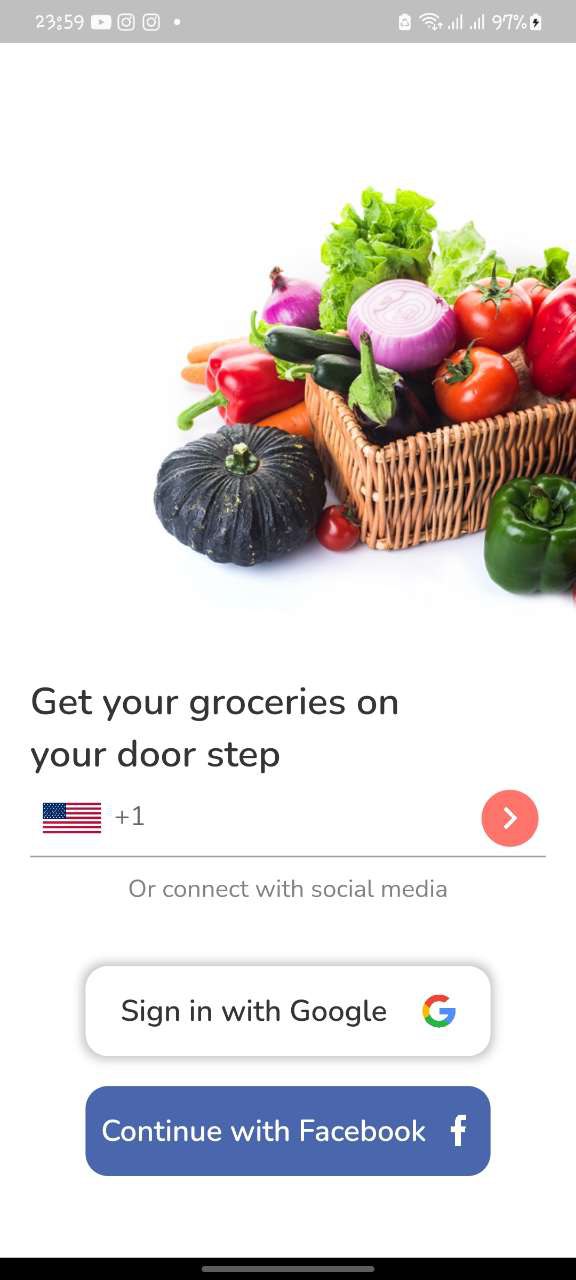 23:59
97%
Get your groceries on
your door step
+1
Or connect with social media
Sign in with Google
Continue with Facebook